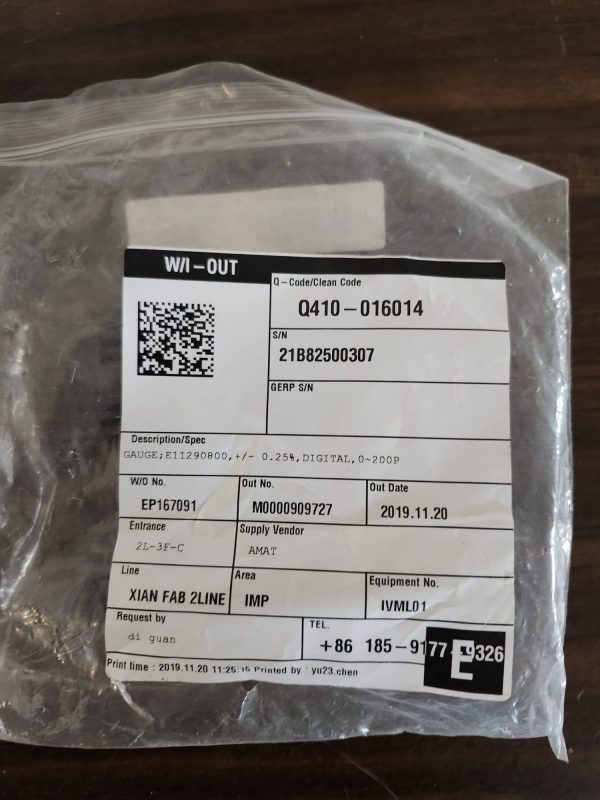 W/I-OUT
Q-Code/Clean Code
Q410-016014
S/N
21B82500307
GERP S/N
Description/Spec
GAUGE;E11290800,+/- 0.25%,DIGITAL,0~200P
W/O No.
EP167091
Out No.
M0000909727
Out Date
2019.11.20
Entrance
2L-3F-C
Supply Vendor
AMAT
Line
XIAN FAB 2LINE
Area
IMP
Equipment No.
IVML01
Request by
di guan
TEL.
+86 185-9177- 9326
E
Print time : 2019.11.20 11:25: Printed by : yu23.chen